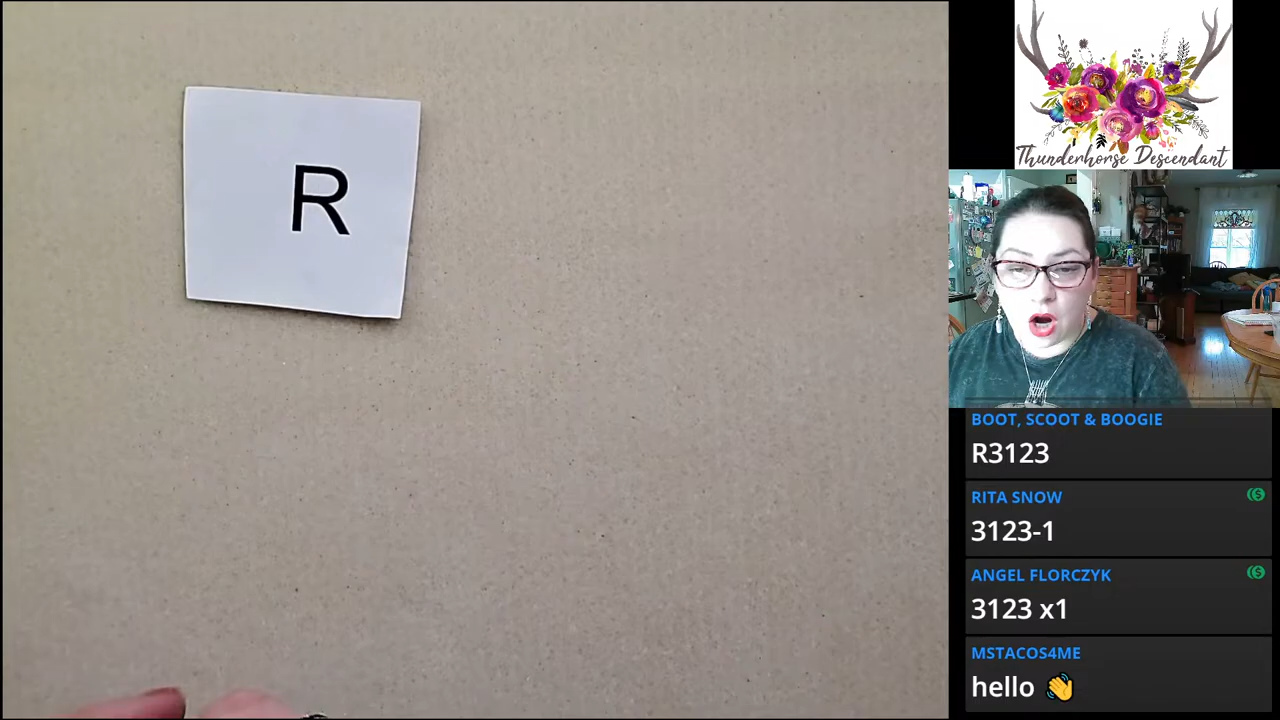 R
Thunderhorse Descendant
BOOT, SCOOT & BOOGIE
R3123
RITA SNOW
3123-1
ANGEL FLORCZYK
3123 x1
MSTACOS4ME
hello 👋